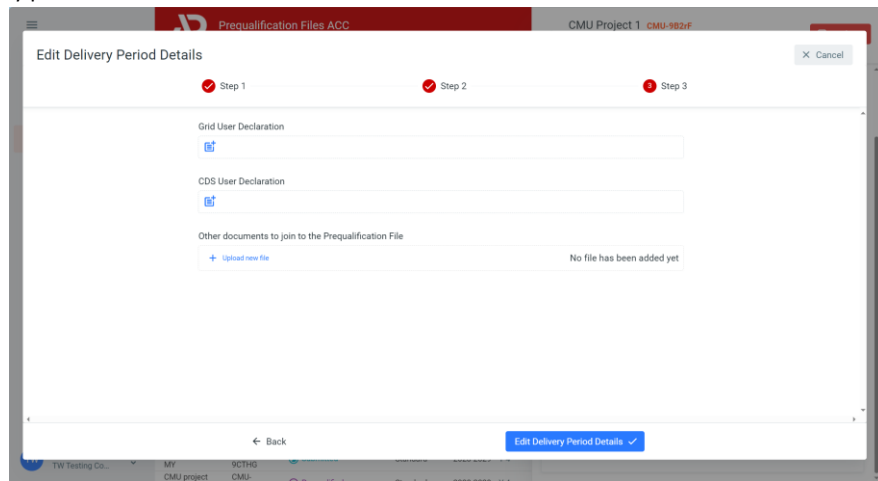 Prequalification Files ACC
CMU Project 1 CMU-9B2rF
Edit Delivery Period Details
Cancel
Step 1
Step 2
3 Step 3
Grid User Declaration
CDS User Declaration
Other documents to join to the Prequalification File
+ Upload new file
No file has been added yet
← Back
Edit Delivery Period Details ✓
TW Testing Co...
MY
9CTHG
CMU project
CMU-